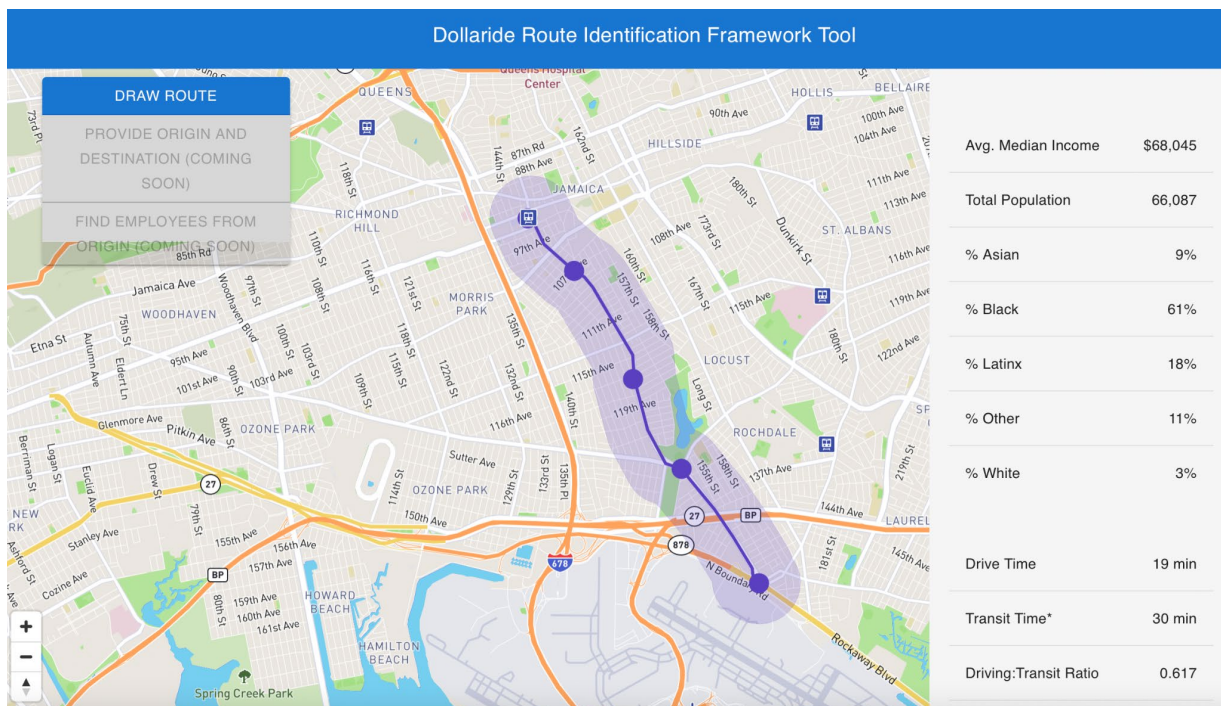 Dollaride Route Identification Framework Tool
DRAW ROUTE
PROVIDE ORIGIN AND
DESTINATION (COMING
SOON)
FIND EMPLOYEES FROM
ORIGIN (COMING SOON)
Queens Hospital
Center
QUEENS
HOLLIS
BELLAIRE
90th Ave
100th Ave
104th Ave
73rd Pl
144th St
162nd St
87th Rd
88th Ave
HILLSIDE
118th St
JAMAICA
180th St
111th Ave
113th Ave
RICHMOND
HILL
97th Ave
108th Ave
173rd St
Dunkirk St
ST. ALBANS
110th St
85th Rd
107th Ave
160th St
116th Ave
Jamaica Ave
Woodhaven Blvd
97th St
108th St
116th St
121st St
157th St
167th St
MORRIS
PARK
115th Ave
119th Ave
WOODHAVEN
75th St
135th St
111th Ave
158th St
180th St
Etna St
Autumn Ave
Eldert Ln
95th Ave
100th St
103rd St
118th St
115th St
132nd St
122nd Ave
101st Ave
103rd Ave
90th St
109th St
122nd St
115th Ave
LOCUST
140th St
Long St
119th Ave
116th Ave
Glenmore Ave
Pitkin Ave
86th St
OZONE PARK
ROCHDALE
Berriman St
Logan St
Euclid Ave
Drew St
Sutter Ave
114th St
129th St
133rd St
135th Pl
155th St
158th St
137th Ave
219th St
OZONE PARK
27
79th St
150th Ave
27
BP
144th Ave
LAUREL
NEW
RK
Stanley Ave
Ashford St
155th Ave
156th Ave
157th Ave
878
678
181st St
145th Ave
Cozine Ave
BP
80th St
159th Ave
160th Ave
161st Ave
HOWARD
BEACH
N Boundary Rd
HAMILTON
BEACH
Rockaway Blvd
Spring Creek Park
Avg. Median Income $68,045
Total Population 66,087
% Asian 9%
% Black 61%
% Latinx 18%
% Other 11%
% White 3%
Drive Time 19 min
Transit Time* 30 min
Driving:Transit Ratio 0.617